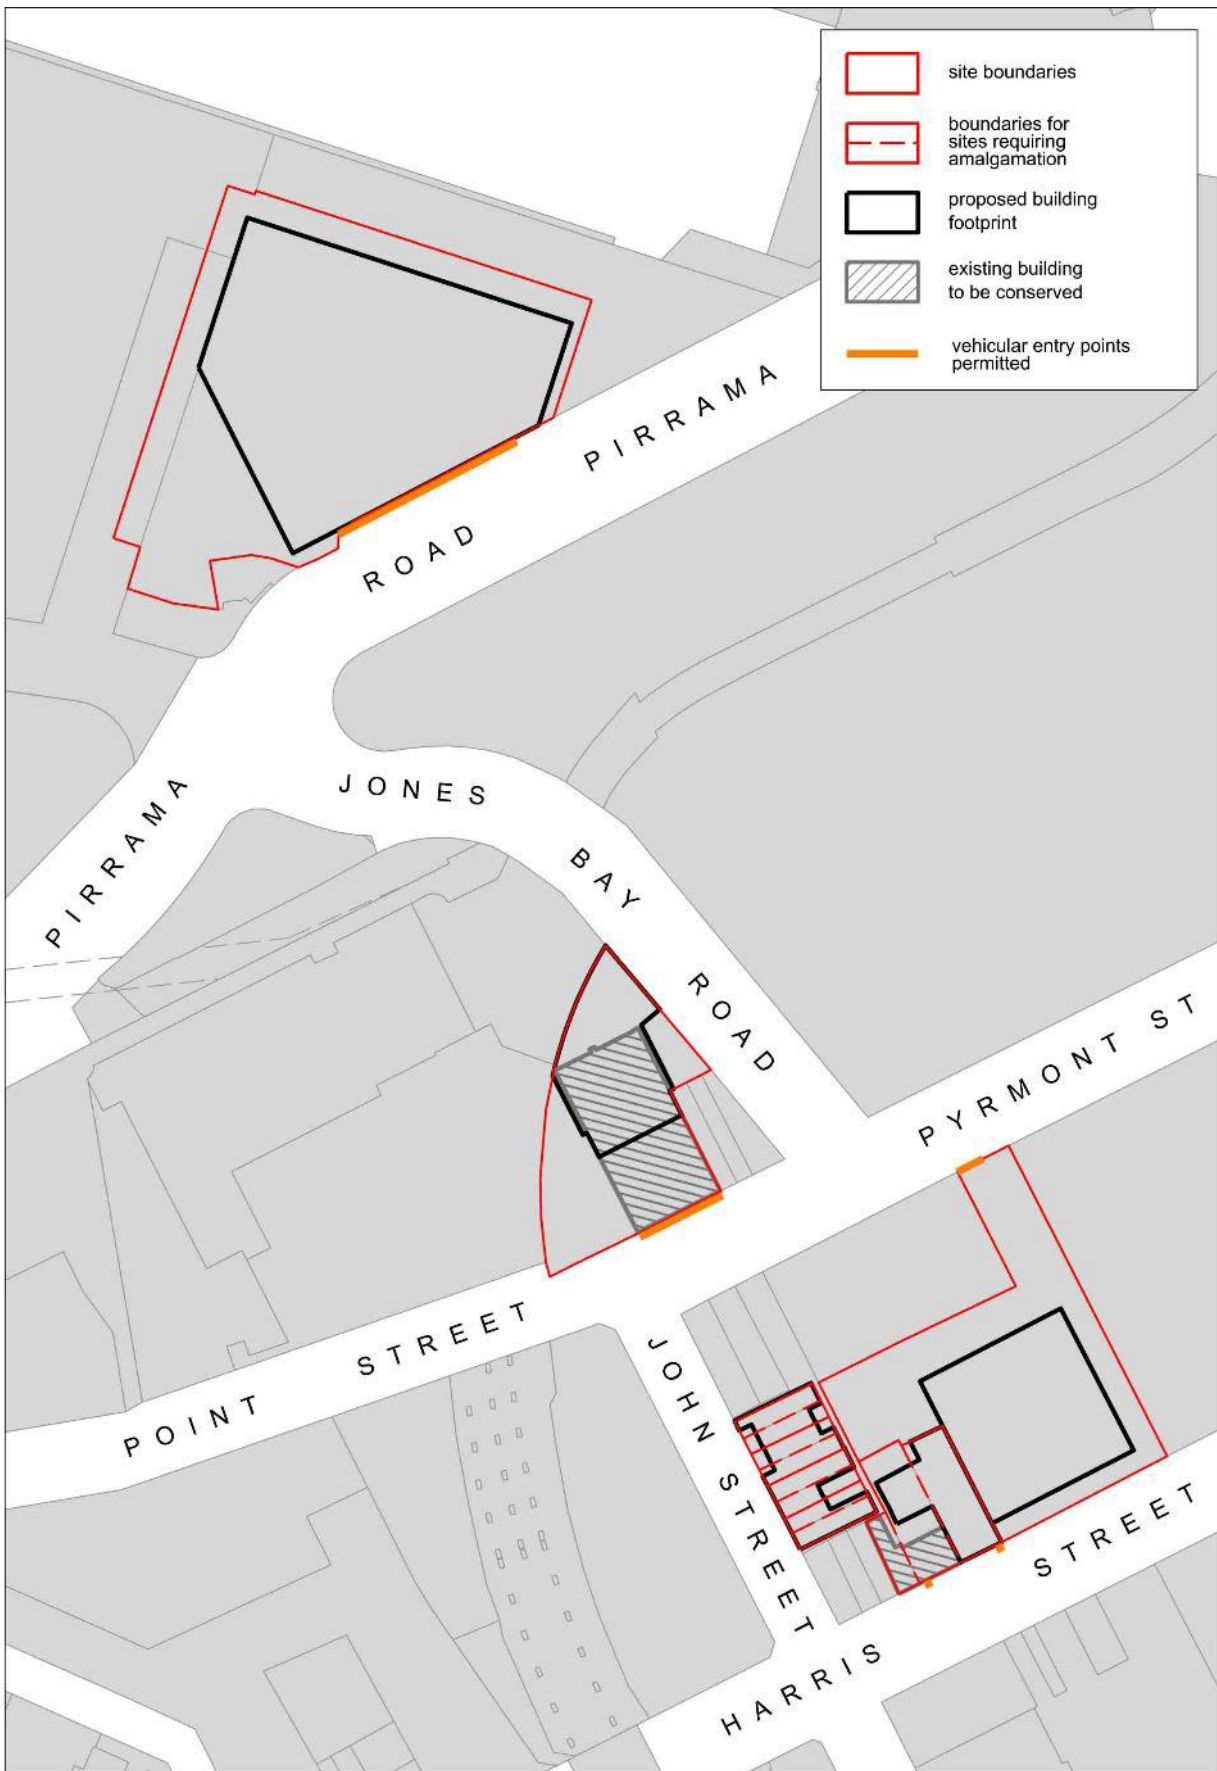 site boundaries
boundaries for
sites requiring
amalgamation
proposed building
footprint
existing building
to be conserved
vehicular entry points
permitted
PIRRAMA
ROAD
PIRRAMA
JONES
BAY
ROAD
PYRMONT ST
POINT STREET
JOHN STREET
HARRIS STREET